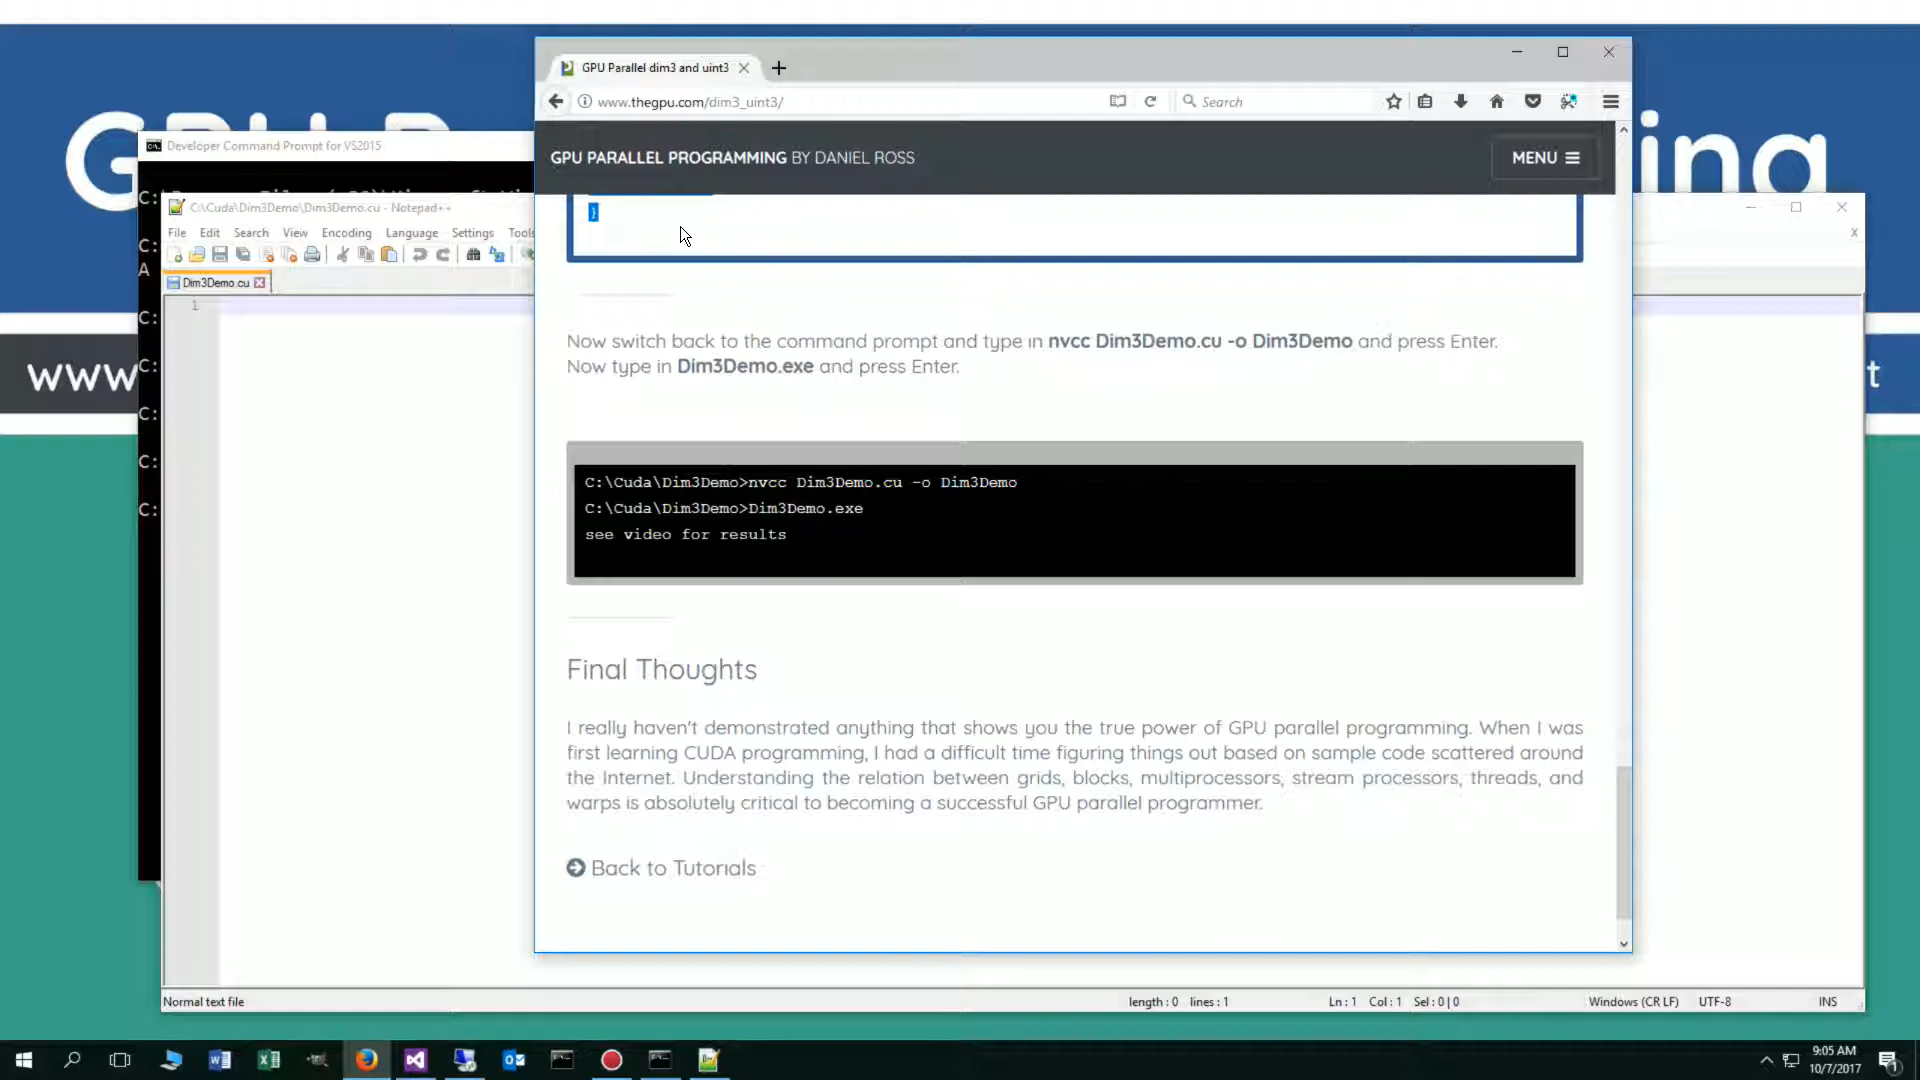 GPU Parallel dim3 and uint3
www.thegpu.com/dim3_uint3/
Search
GPU PARALLEL PROGRAMMING BY DANIEL ROSS
MENU
}
Now switch back to the command prompt and type in nvcc Dim3Demo.cu -o Dim3Demo and press Enter.
Now type in Dim3Demo.exe and press Enter.
C:\Cuda\Dim3Demo>nvcc Dim3Demo.cu -o Dim3Demo
C:\Cuda\Dim3Demo>Dim3Demo.exe
see video for results
Final Thoughts
I really haven't demonstrated anything that shows you the true power of GPU parallel programming. When I was
first learning CUDA programming, I had a difficult time figuring things out based on sample code scattered around
the Internet. Understanding the relation between grids, blocks, multiprocessors, stream processors, threads, and
warps is absolutely critical to becoming a successful GPU parallel programmer.
Back to Tutorials
Developer Command Prompt for VS2015
C:
C:
A
C:
C:
C:
C:
C:
C:\Cuda\Dim3Demo\Dim3Demo.cu - Notepad++
File Edit Search View Encoding Language Settings Tools
X
Dim3Demo.cu
1
Normal text file length : 0 lines : 1 Ln : 1 Col : 1 Sel : 0 | 0 Windows (CR LF) UTF-8 INS
ing
www
t
9:05 AM
10/7/2017
1